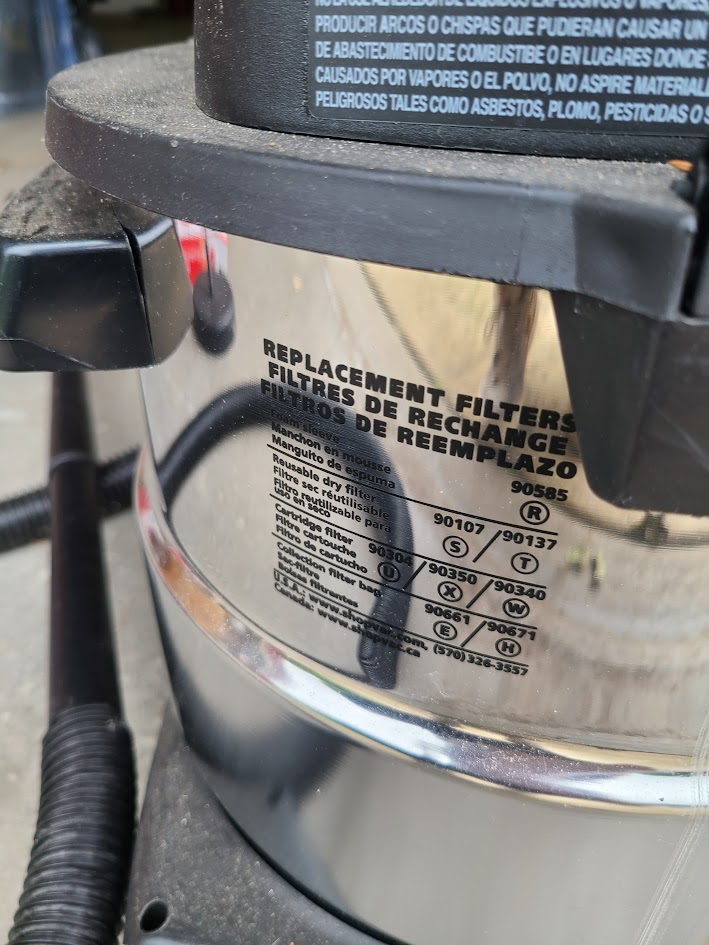 PRODUCIR ARCOS O CHISPAS QUE PUDIERAN CAUSAR UN
DE ABASTECIMIENTO DE COMBUSTIBE O EN LUGARES DONDE
CAUSADOS POR VAPORES O EL POLVO, NO ASPIRE
PELIGROSOS TALES COMO ASBESTOS, PLOMO, PESTICIDAS O
REPLACEMENT FILTERS
FILTRES DE RECHANGE
FILTROS DE REEMPLAZO
Foam sleeve
Manchon en mousse
Manguito de espuma
90585
R
Reusable dry filter
Filtre sec réutilisable
Filtro reutilizable para
uso en seco
90107 / 90137
S T
Cartridge filter
Filtre cartouche
Filtro de cartucho
90304 / 90350 / 90340
U X W
Collection filter bag
Sac-filtre
Bolsas filtrantes
90661 / 90671
E H
U.S.A.: www.shopvac.com, (570) 326-3557
Canada: www.shopvac.ca